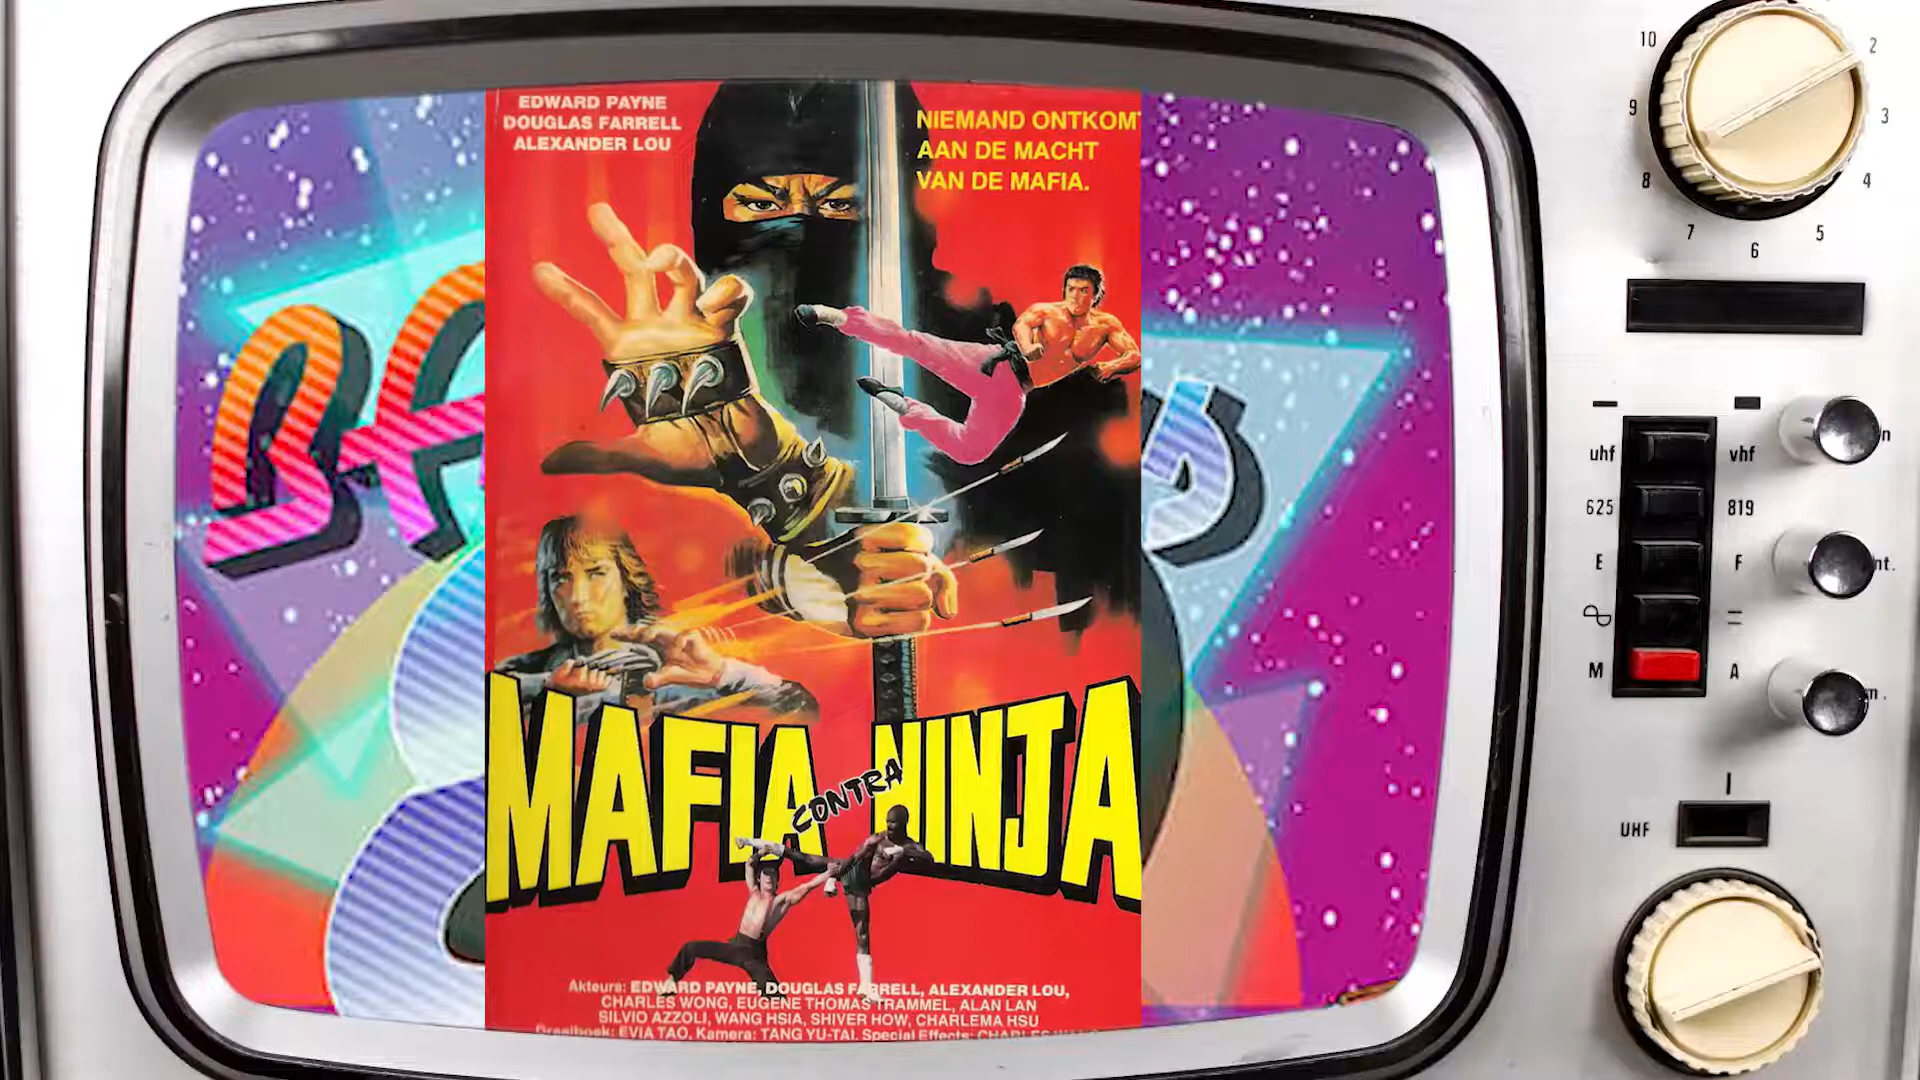 EDWARD PAYNE
DOUGLAS FARRELL
ALEXANDER LOU
NIEMAND ONTKOMT
AAN DE MACHT
VAN DE MAFIA.
MAFIA CONTRA NINJA
Akteurs: EDWARD PAYNE, DOUGLAS FARRELL, ALEXANDER LOU,
CHARLES WONG, EUGENE THOMAS TRAMMEL, ALAN LAN
SILVIO AZZOLI, WANG HSIA, SHIVER HOW, CHARLEMA HSU
Draaiboek: EVIA TAO, Kamera: TANG YU-TAI, Special Effects:
10
2
9
3
8
4
7
5
6
uhf
vhf
625
819
E
F
M
A
UHF